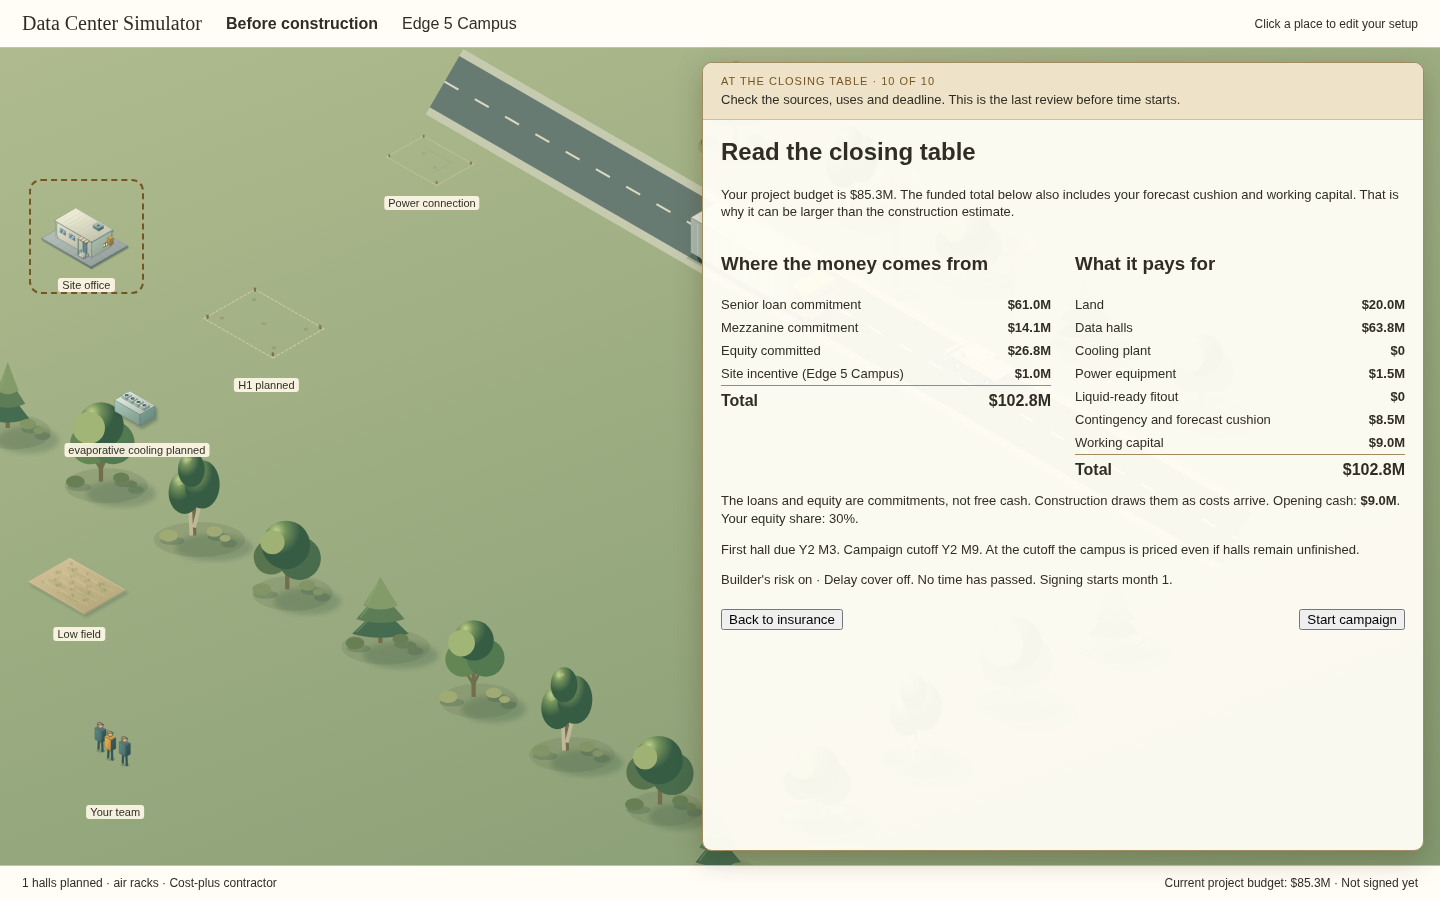 Data Center Simulator
Before construction
Edge 5 Campus
Click a place to edit your setup
AT THE CLOSING TABLE · 10 OF 10
Check the sources, uses and deadline. This is the last review before time starts.
Read the closing table
Your project budget is $85.3M. The funded total below also includes your forecast cushion and working capital. That is
why it can be larger than the construction estimate.
Where the money comes from
Senior loan commitment $61.0M
Mezzanine commitment $14.1M
Equity committed $26.8M
Site incentive (Edge 5 Campus) $1.0M
Total $102.8M
What it pays for
Land $20.0M
Data halls $63.8M
Cooling plant $0
Power equipment $1.5M
Liquid-ready fitout $0
Contingency and forecast cushion $8.5M
Working capital $9.0M
Total $102.8M
The loans and equity are commitments, not free cash. Construction draws them as costs arrive. Opening cash: $9.0M.
Your equity share: 30%.
First hall due Y2 M3. Campaign cutoff Y2 M9. At the cutoff the campus is priced even if halls remain unfinished.
Builder's risk on · Delay cover off. No time has passed. Signing starts month 1.
Back to insurance
Start campaign
Power connection
Site office
H1 planned
evaporative cooling planned
Low field
Your team
1 halls planned · air racks · Cost-plus contractor
Current project budget: $85.3M · Not signed yet